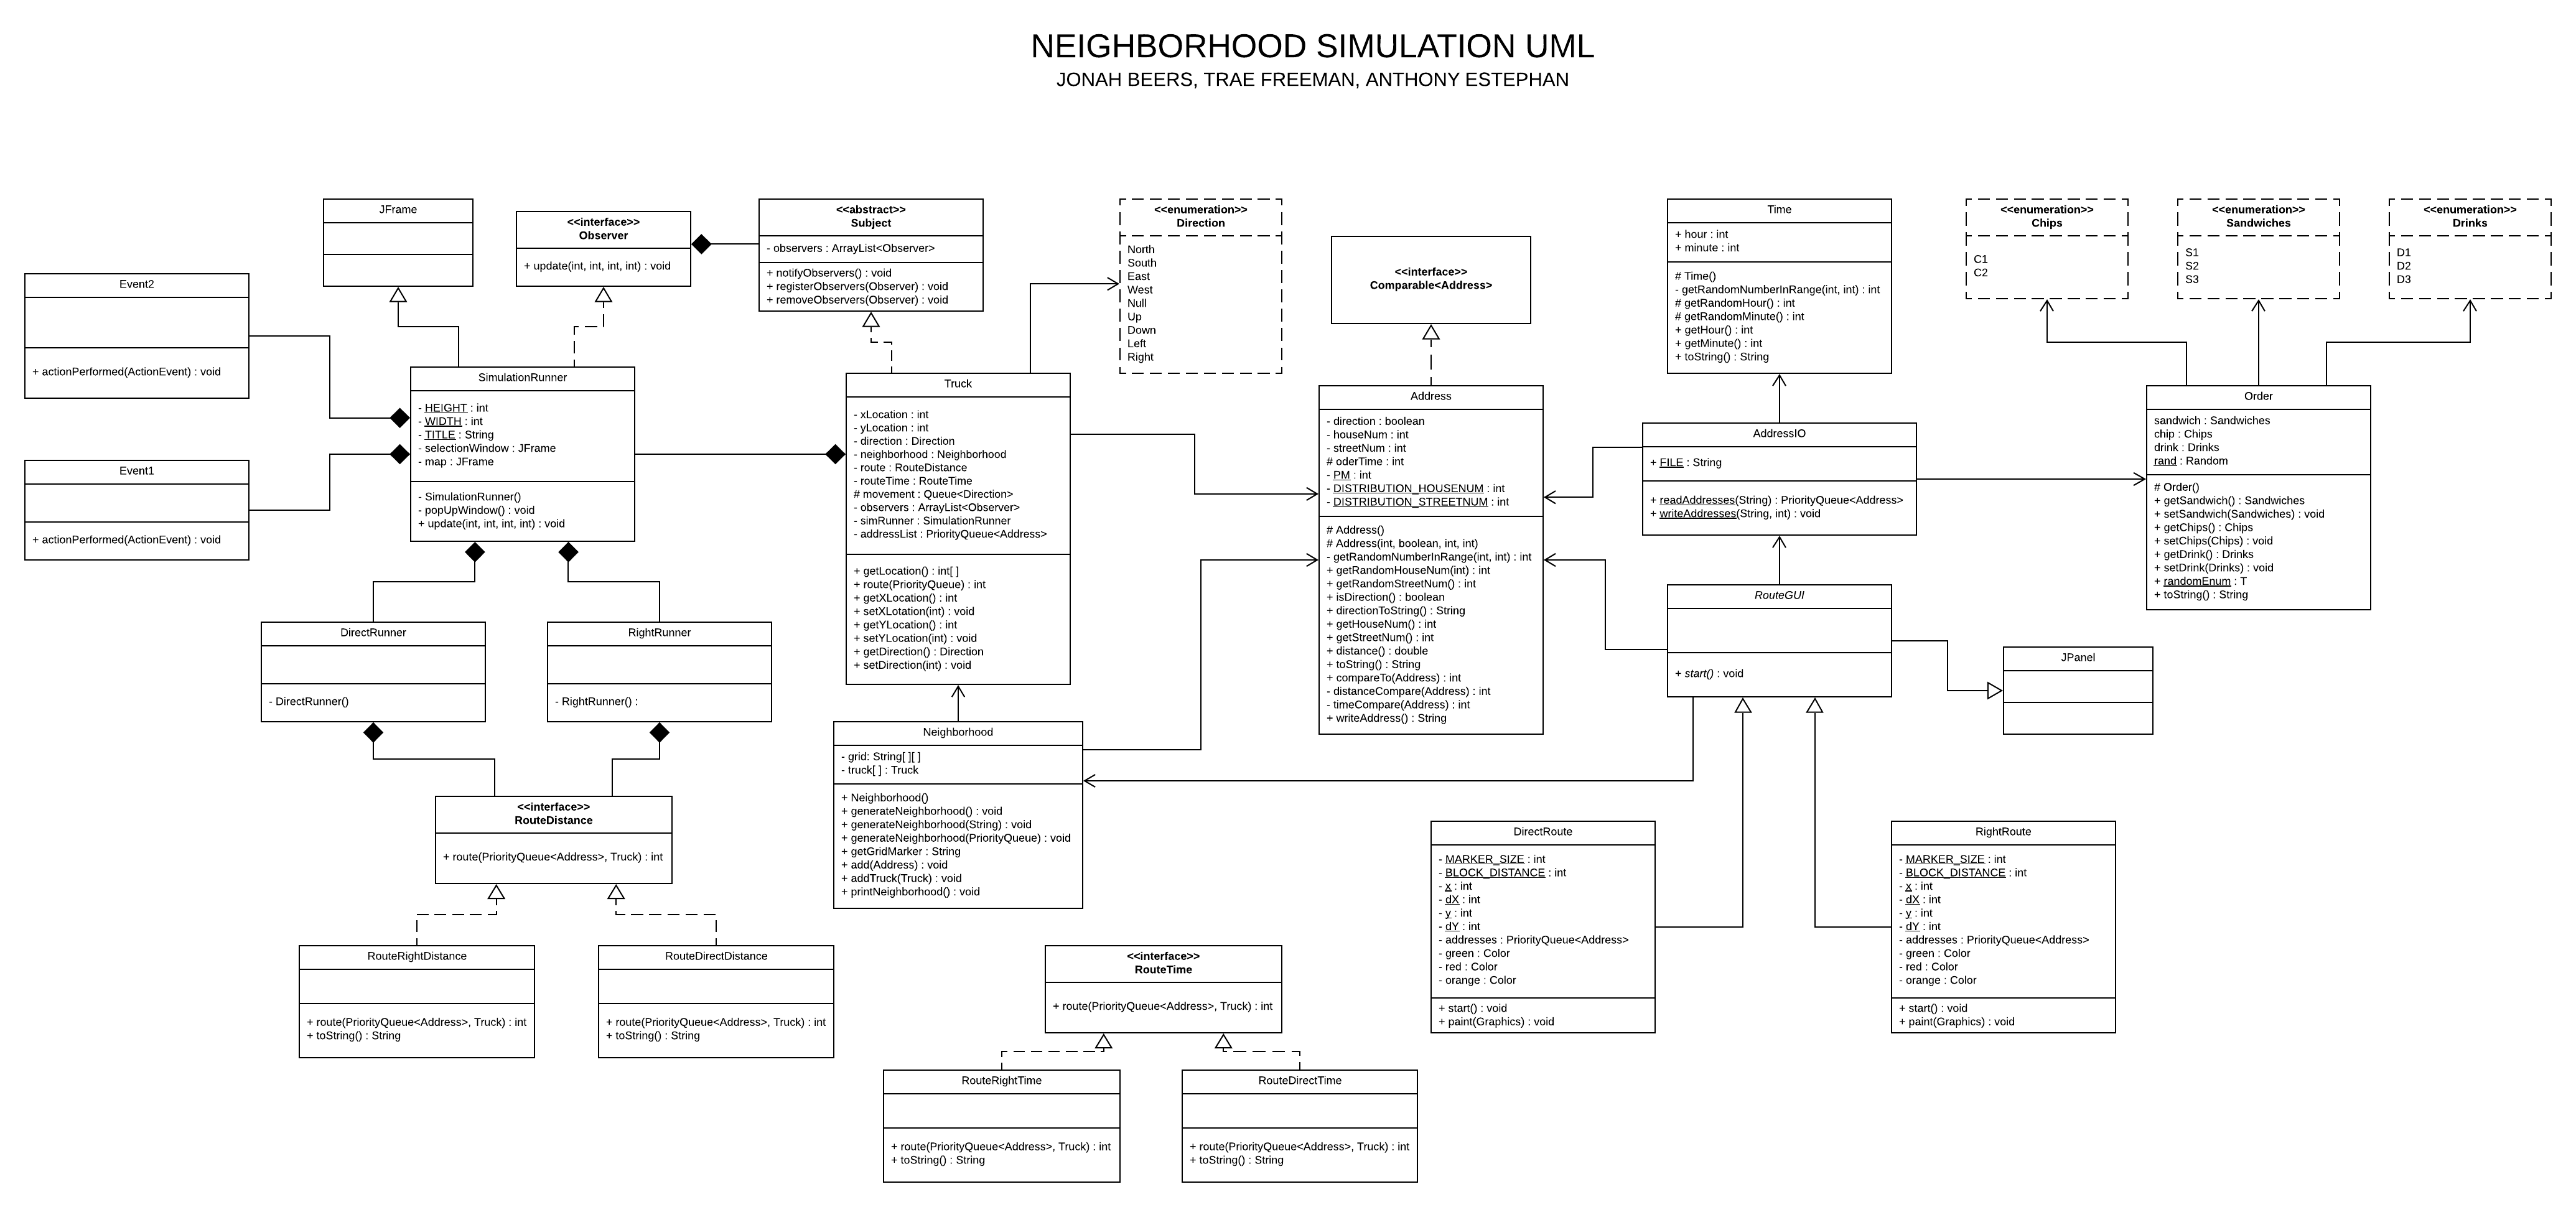 NEIGHBORHOOD SIMULATION UML
JONAH BEERS, TRAE FREEMAN, ANTHONY ESTEPHAN
Event2
+ actionPerformed(ActionEvent) : void
Event1
+ actionPerformed(ActionEvent) : void
JFrame
<<interface>>
Observer
+ update(int, int, int, int) : void
<<abstract>>
Subject
- observers : ArrayList<Observer>
+ notifyObservers() : void
+ registerObservers(Observer) : void
+ removeObservers(Observer) : void
<<enumeration>>
Direction
North
South
East
West
Null
Up
Down
Left
Right
<<interface>>
Comparable<Address>
Time
+ hour : int
+ minute : int
# Time()
- getRandomNumberInRange(int, int) : int
# getRandomHour() : int
# getRandomMinute() : int
+ getHour() : int
+ getMinute() : int
+ toString() : String
<<enumeration>>
Chips
C1
C2
<<enumeration>>
Sandwiches
S1
S2
S3
<<enumeration>>
Drinks
D1
D2
D3
SimulationRunner
- HEIGHT : int
- WIDTH : int
- TITLE : String
- selectionWindow : JFrame
- map : JFrame
- SimulationRunner()
- popUpWindow() : void
+ update(int, int, int, int) : void
Truck
- xLocation : int
- yLocation : int
- direction : Direction
- neighborhood : Neighborhood
- route : RouteDistance
- routeTime : RouteTime
# movement : Queue<Direction>
- observers : ArrayList<Observer>
- simRunner : SimulationRunner
- addressList : PriorityQueue<Address>
+ getLocation() : int[ ]
+ route(PriorityQueue) : int
+ getXLocation() : int
+ setXLotation(int) : void
+ getYLocation() : int
+ setYLocation(int) : void
+ getDirection() : Direction
+ setDirection(int) : void
Address
- direction : boolean
- houseNum : int
- streetNum : int
# oderTime : int
- PM : int
- DISTRIBUTION_HOUSENUM : int
- DISTRIBUTION_STREETNUM : int
# Address()
# Address(int, boolean, int, int)
- getRandomNumberInRange(int, int) : int
+ getRandomHouseNum(int) : int
+ getRandomStreetNum() : int
+ isDirection() : boolean
+ directionToString() : String
+ getHouseNum() : int
+ getStreetNum() : int
+ distance() : double
+ toString() : String
+ compareTo(Address) : int
- distanceCompare(Address) : int
- timeCompare(Address) : int
+ writeAddress() : String
AddressIO
+ FILE : String
+ readAddresses(String) : PriorityQueue<Address>
+ writeAddresses(String, int) : void
Order
sandwich : Sandwiches
chip : Chips
drink : Drinks
rand : Random
# Order()
+ getSandwich() : Sandwiches
+ setSandwich(Sandwiches) : void
+ getChips() : Chips
+ setChips(Chips) : void
+ getDrink() : Drinks
+ setDrink(Drinks) : void
+ randomEnum : T
+ toString() : String
RouteGUI
+ start() : void
JPanel
DirectRunner
- DirectRunner()
RightRunner
- RightRunner() :
Neighborhood
- grid: String[ ][ ]
- truck[ ] : Truck
+ Neighborhood()
+ generateNeighborhood() : void
+ generateNeighborhood(String) : void
+ generateNeighborhood(PriorityQueue) : void
+ getGridMarker : String
+ add(Address) : void
+ addTruck(Truck) : void
+ printNeighborhood() : void
<<interface>>
RouteDistance
+ route(PriorityQueue<Address>, Truck) : int
DirectRoute
- MARKER_SIZE : int
- BLOCK_DISTANCE : int
- x : int
- dX : int
- y : int
- dY : int
- addresses : PriorityQueue<Address>
- green : Color
- red : Color
- orange : Color
+ start() : void
+ paint(Graphics) : void
RightRoute
- MARKER_SIZE : int
- BLOCK_DISTANCE : int
- x : int
- dX : int
- y : int
- dY : int
- addresses : PriorityQueue<Address>
- green : Color
- red : Color
- orange : Color
+ start() : void
+ paint(Graphics) : void
RouteRightDistance
+ route(PriorityQueue<Address>, Truck) : int
+ toString() : String
RouteDirectDistance
+ route(PriorityQueue<Address>, Truck) : int
+ toString() : String
<<interface>>
RouteTime
+ route(PriorityQueue<Address>, Truck) : int
RouteRightTime
+ route(PriorityQueue<Address>, Truck) : int
+ toString() : String
RouteDirectTime
+ route(PriorityQueue<Address>, Truck) : int
+ toString() : String